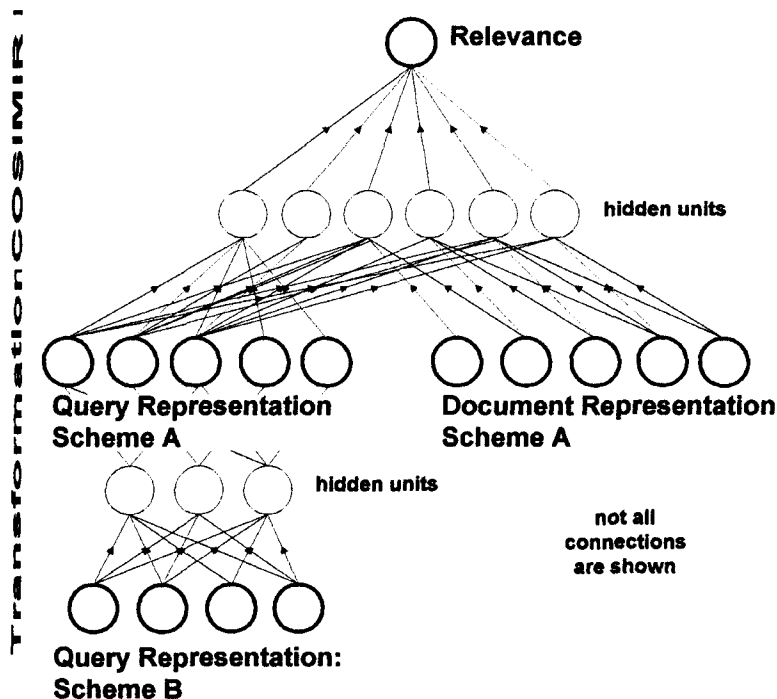 Relevance
hidden units
Query Representation
Scheme A
Document Representation
Scheme A
hidden units
not all
connections
are shown
Query Representation:
Scheme B
TransformationCOSIMIR